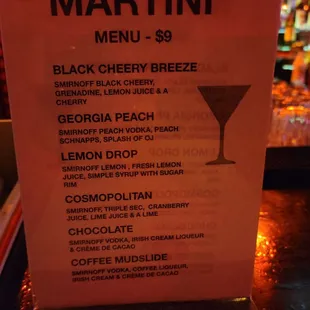 MARTINI
MENU - $9
BLACK CHEERY BREEZE
SMIRNOFF BLACK CHEERY,
GRENADINE, LEMON JUICE & A
CHERRY
GEORGIA PEACH
SMIRNOFF PEACH VODKA, PEACH
SCHNAPPS, SPLASH OF OJ
LEMON DROP
SMIRNOFF LEMON , FRESH LEMON
JUICE, SIMPLE SYRUP WITH SUGAR
RIM
COSMOPOLITAN
SMIRNOFF, TRIPLE SEC, CRANBERRY
JUICE, LIME JUICE & A LIME
CHOCOLATE
SMIRNOFF VODKA, IRISH CREAM LIQUEUR
& CRÈME DE CACAO
COFFEE MUDSLIDE
SMIRNOFF VODKA, COFFEE LIQUEUR,
IRISH CREAM & CRÈME DE CACAO